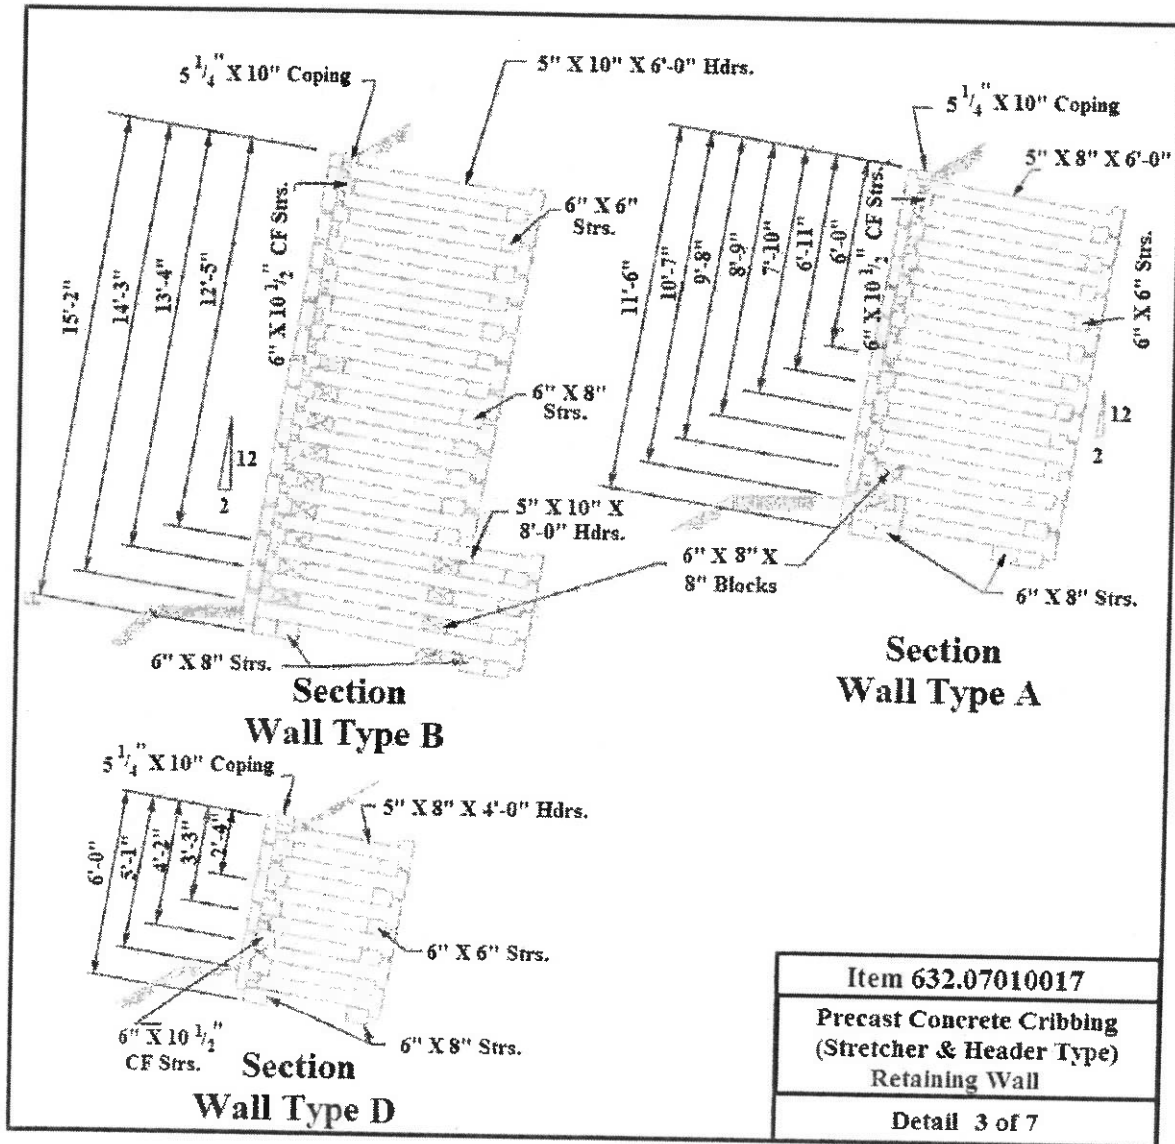 5 1/4" X 10" Coping
5" X 10" X 6'-0" Hdrs.
6" X 10 1/2" CF Strs.
6" X 6"
Strs.
15'-2"
14'-3"
13'-4"
12'-5"
6" X 8"
Strs.
12
2
5" X 10" X
8'-0" Hdrs.
6" X 8" X
8" Blocks
6" X 8" Strs.
Section
Wall Type B
5 1/4" X 10" Coping
5" X 8" X 6'-0"
6" X 10 1/2" CF Strs.
6" X 6" Strs.
11'-6"
10'-7"
9'-8"
8'-9"
7'-10"
6'-11"
6'-0"
12
2
6" X 8" Strs.
Section
Wall Type A
5 1/4" X 10" Coping
5" X 8" X 4'-0" Hdrs.
6'-0"
5'-1"
4'-2"
3'-3"
2'-4"
6" X 6" Strs.
6" X 10 1/2"
CF Strs.
6" X 8" Strs.
Section
Wall Type D
Item 632.07010017
Precast Concrete Cribbing
(Stretcher & Header Type)
Retaining Wall
Detail 3 of 7